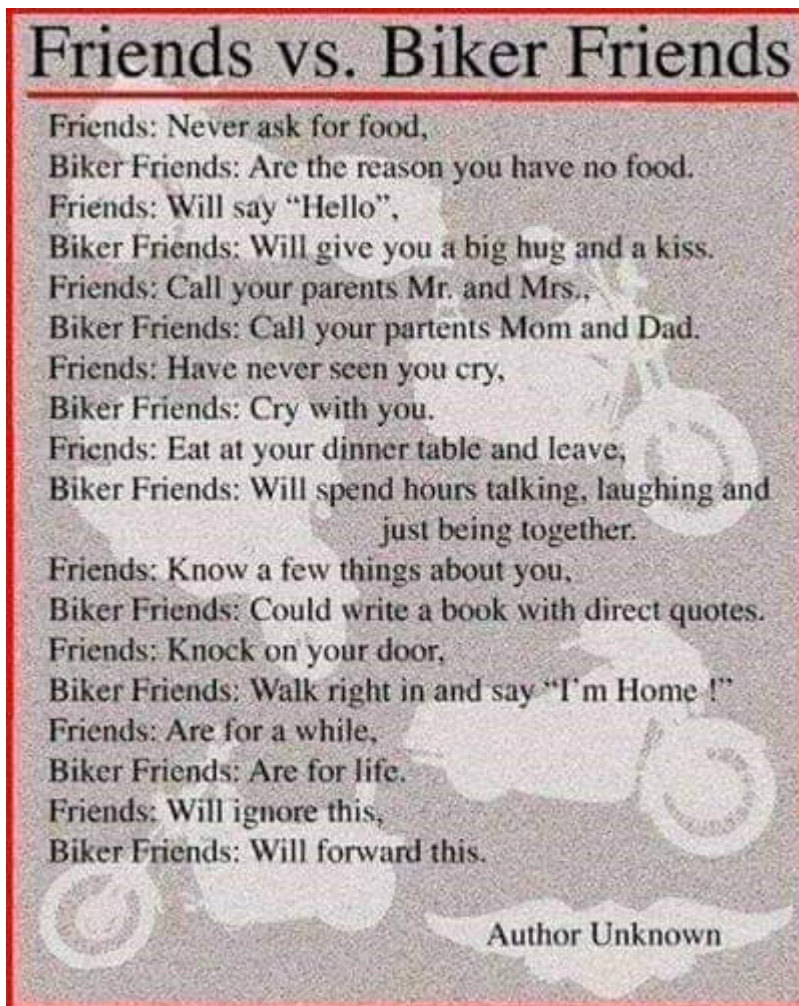 Friends vs. Biker Friends
Friends: Never ask for food,
Biker Friends: Are the reason you have no food.
Friends: Will say “Hello”,
Biker Friends: Will give you a big hug and a kiss.
Friends: Call your parents Mr. and Mrs.,
Biker Friends: Call your partents Mom and Dad.
Friends: Have never seen you cry,
Biker Friends: Cry with you.
Friends: Eat at your dinner table and leave,
Biker Friends: Will spend hours talking, laughing and
just being together.
Friends: Know a few things about you,
Biker Friends: Could write a book with direct quotes.
Friends: Knock on your door,
Biker Friends: Walk right in and say “I’m Home !”
Friends: Are for a while,
Biker Friends: Are for life.
Friends: Will ignore this,
Biker Friends: Will forward this.
Author Unknown